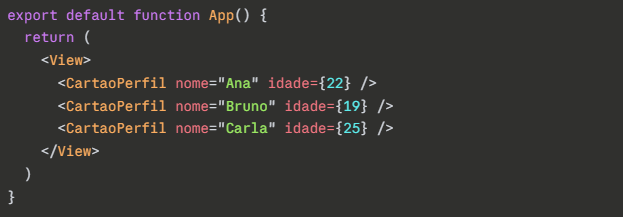 export default function App() {
  return (
    <View>
      <CartaoPerfil nome="Ana" idade={22} />
      <CartaoPerfil nome="Bruno" idade={19} />
      <CartaoPerfil nome="Carla" idade={25} />
    </View>
  )
}